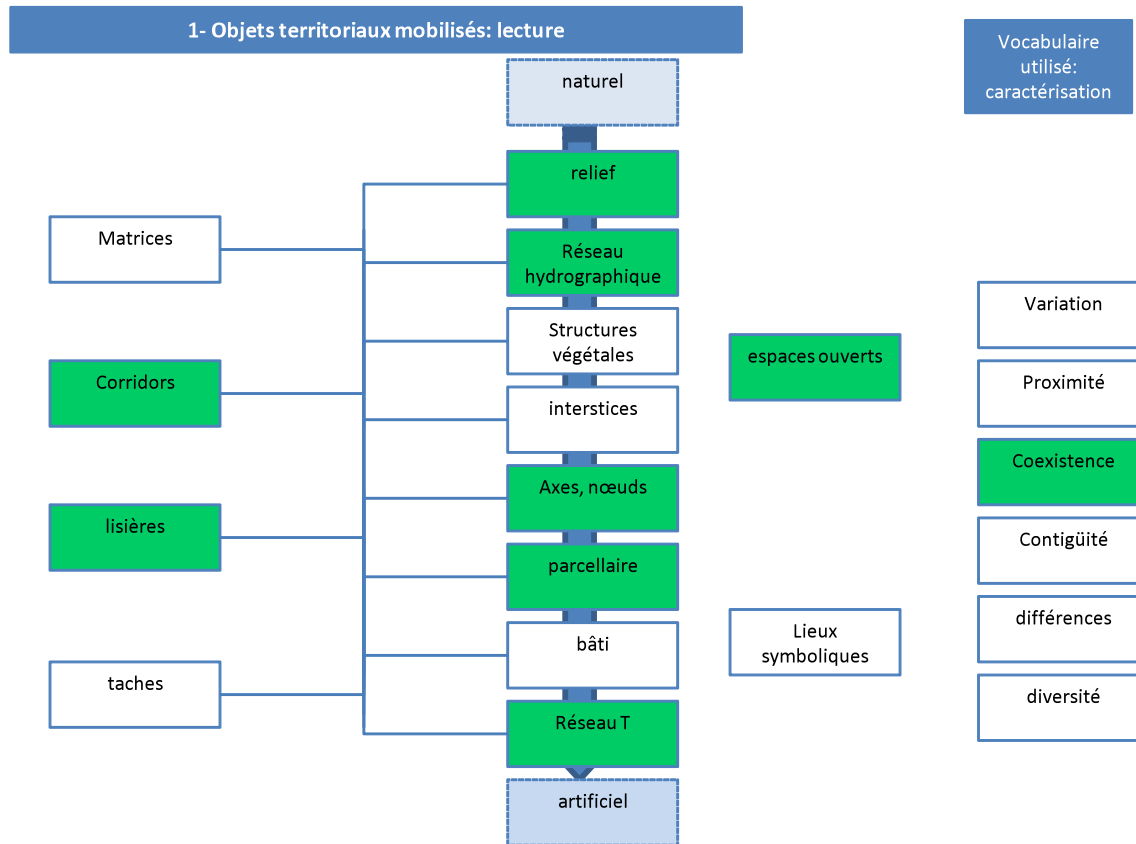 1- Objets territoriaux mobilisés: lecture
Vocabulaire
utilisé:
caractérisation
naturel
relief
Réseau
hydrographique
Structures
végétales
interstices
Axes, nœuds
parcellaire
bâti
Réseau T
artificiel
Matrices
Corridors
lisières
taches
espaces ouverts
Lieux
symboliques
Variation
Proximité
Coexistence
Contigüité
différences
diversité